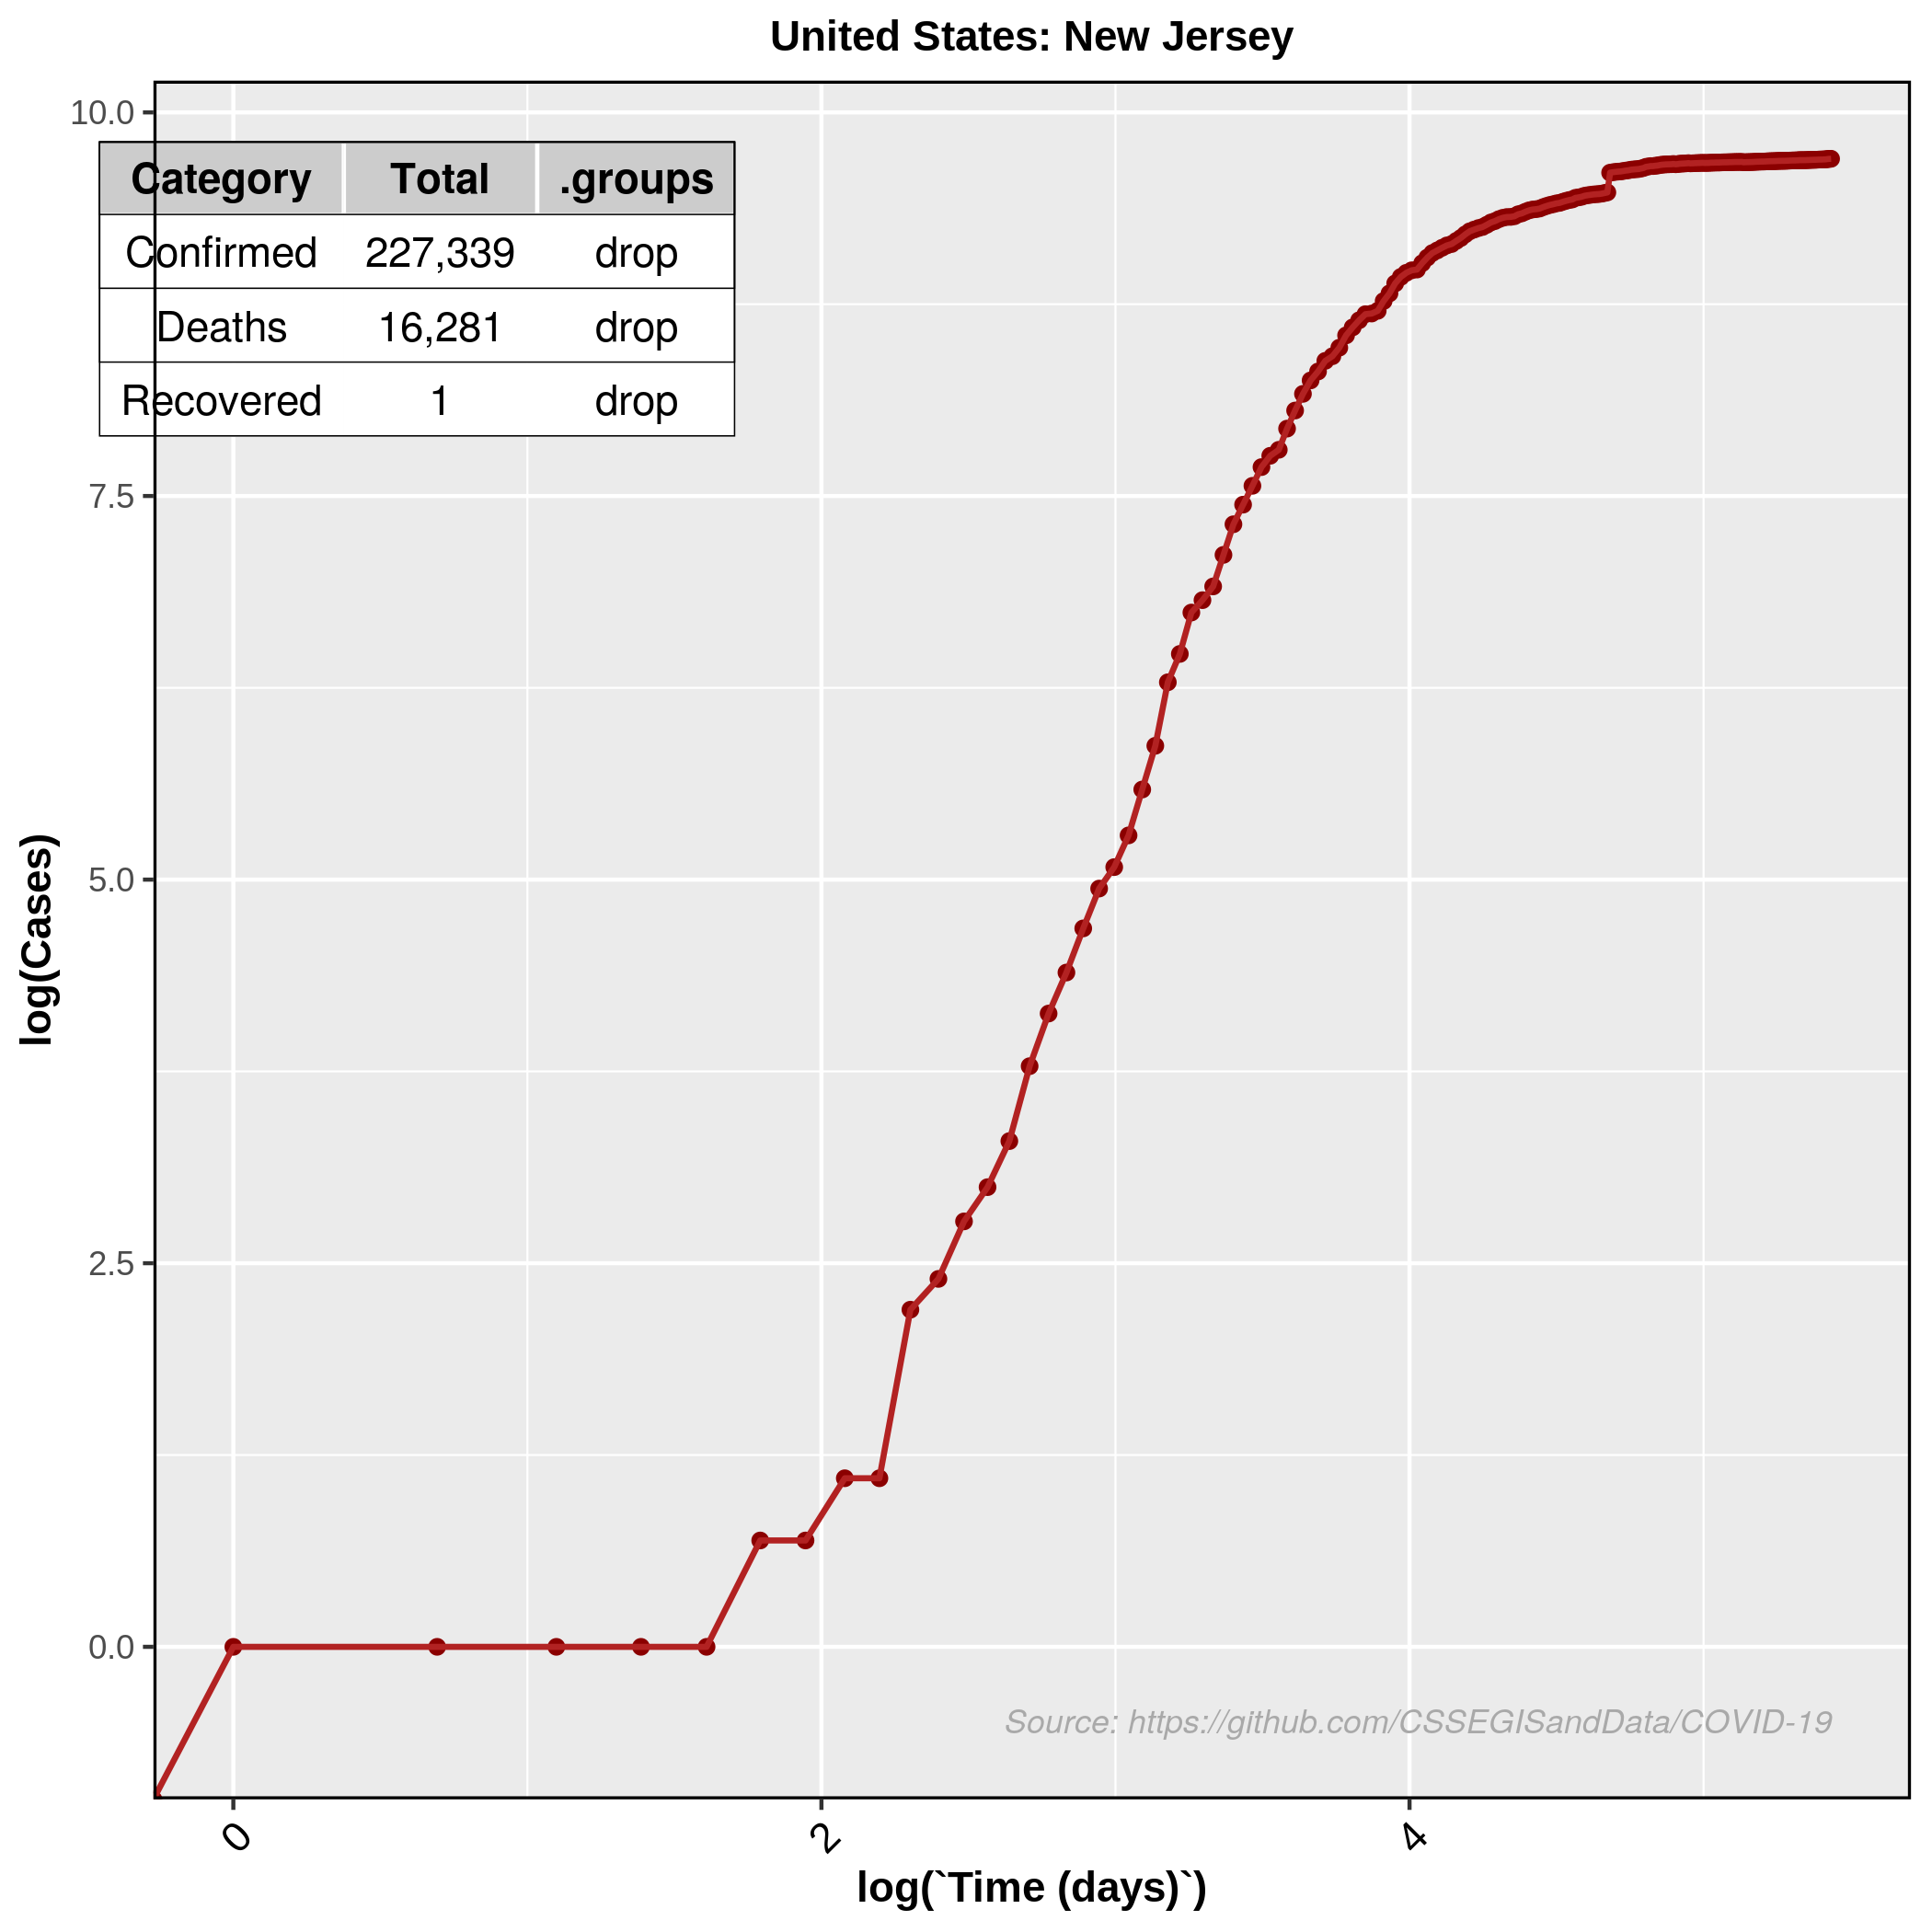 United States: New Jersey
10.0
7.5
5.0
2.5
0.0
Category Total .groups
Confirmed 227,339 drop
Deaths 16,281 drop
Recovered 1 drop
log(Cases)
Source: https://github.com/CSSEGISandData/COVID-19
0 2 4
log(`Time (days)`)